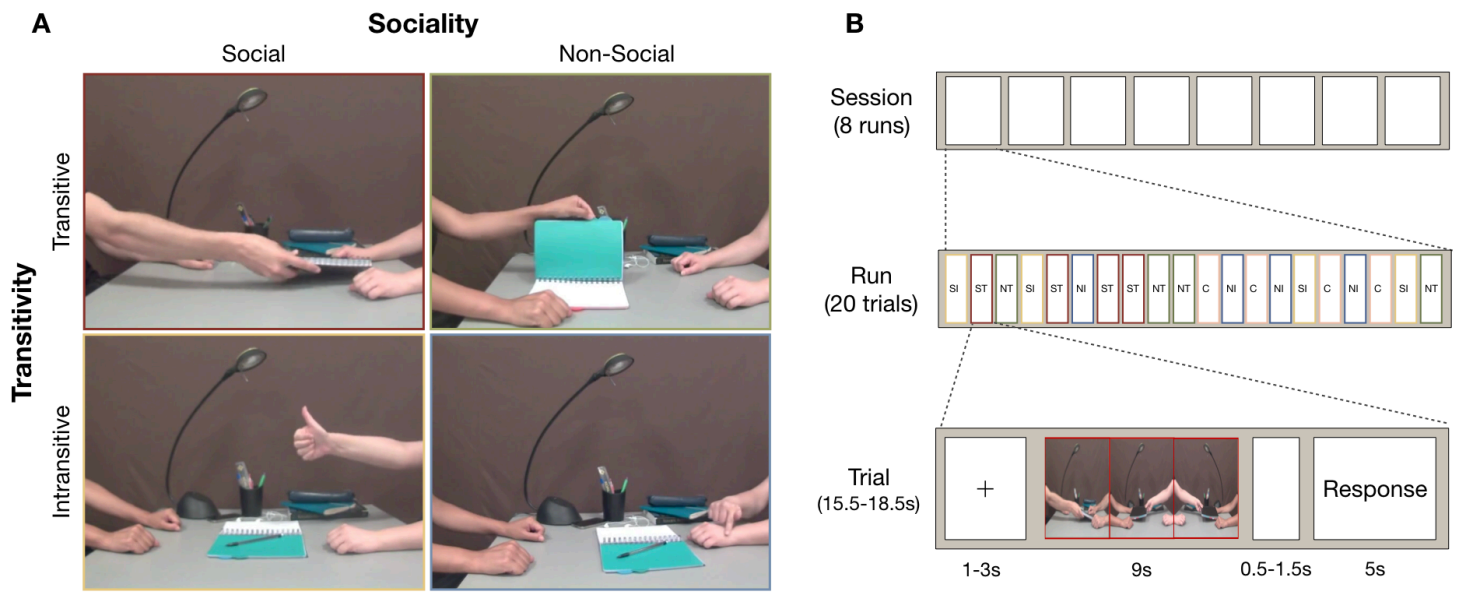 A
Sociality
Social
Non-Social
Transitivity
Transitive
Intransitive
B
Session
(8 runs)
Run
(20 trials)
SI ST NT SI ST NI ST ST NT NT C NI C NI SI C NI C SI NT
Trial
(15.5-18.5s)
+
Response
1-3s
9s
0.5-1.5s
5s